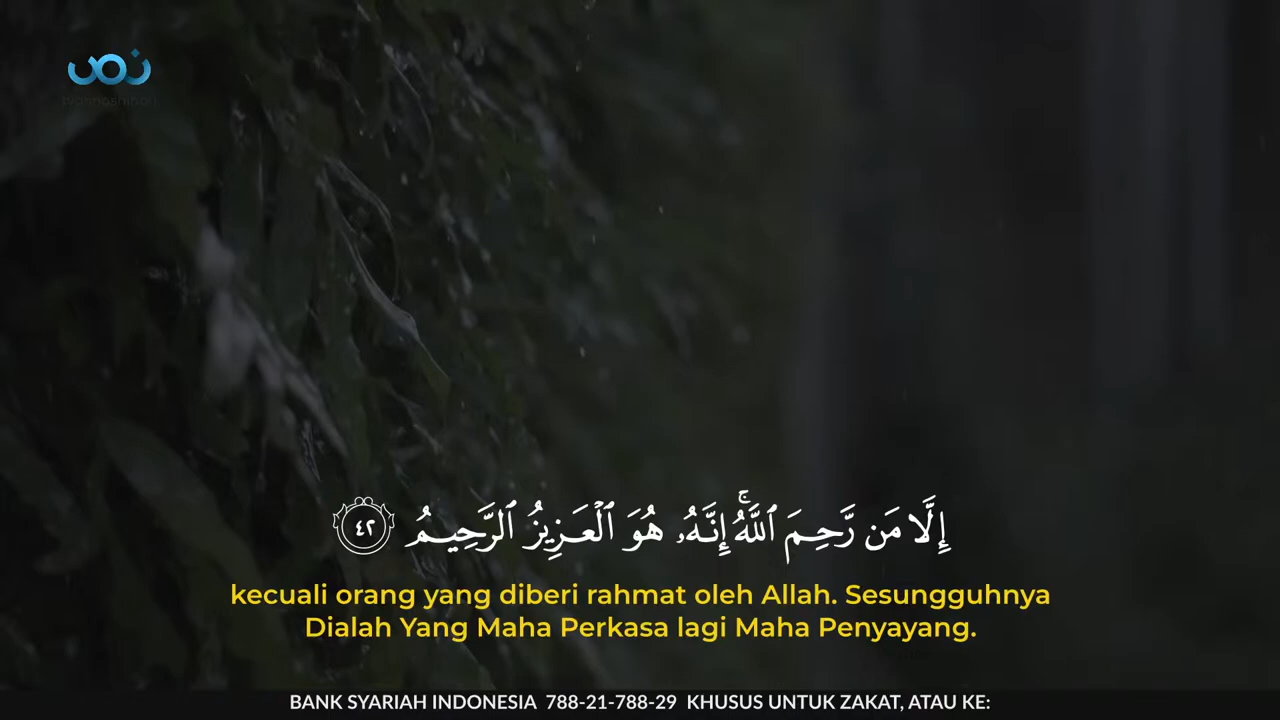 نص
إِلَّا مَن رَّحِمَ ٱللَّهُۚ إِنَّهُۥ هُوَ ٱلْعَزِيزُ ٱلرَّحِيمُ ٤٢
kecuali orang yang diberi rahmat oleh Allah. Sesungguhnya
Dialah Yang Maha Perkasa lagi Maha Penyayang.
BANK SYARIAH INDONESIA 788-21-788-29 KHUSUS UNTUK ZAKAT, ATAU KE: